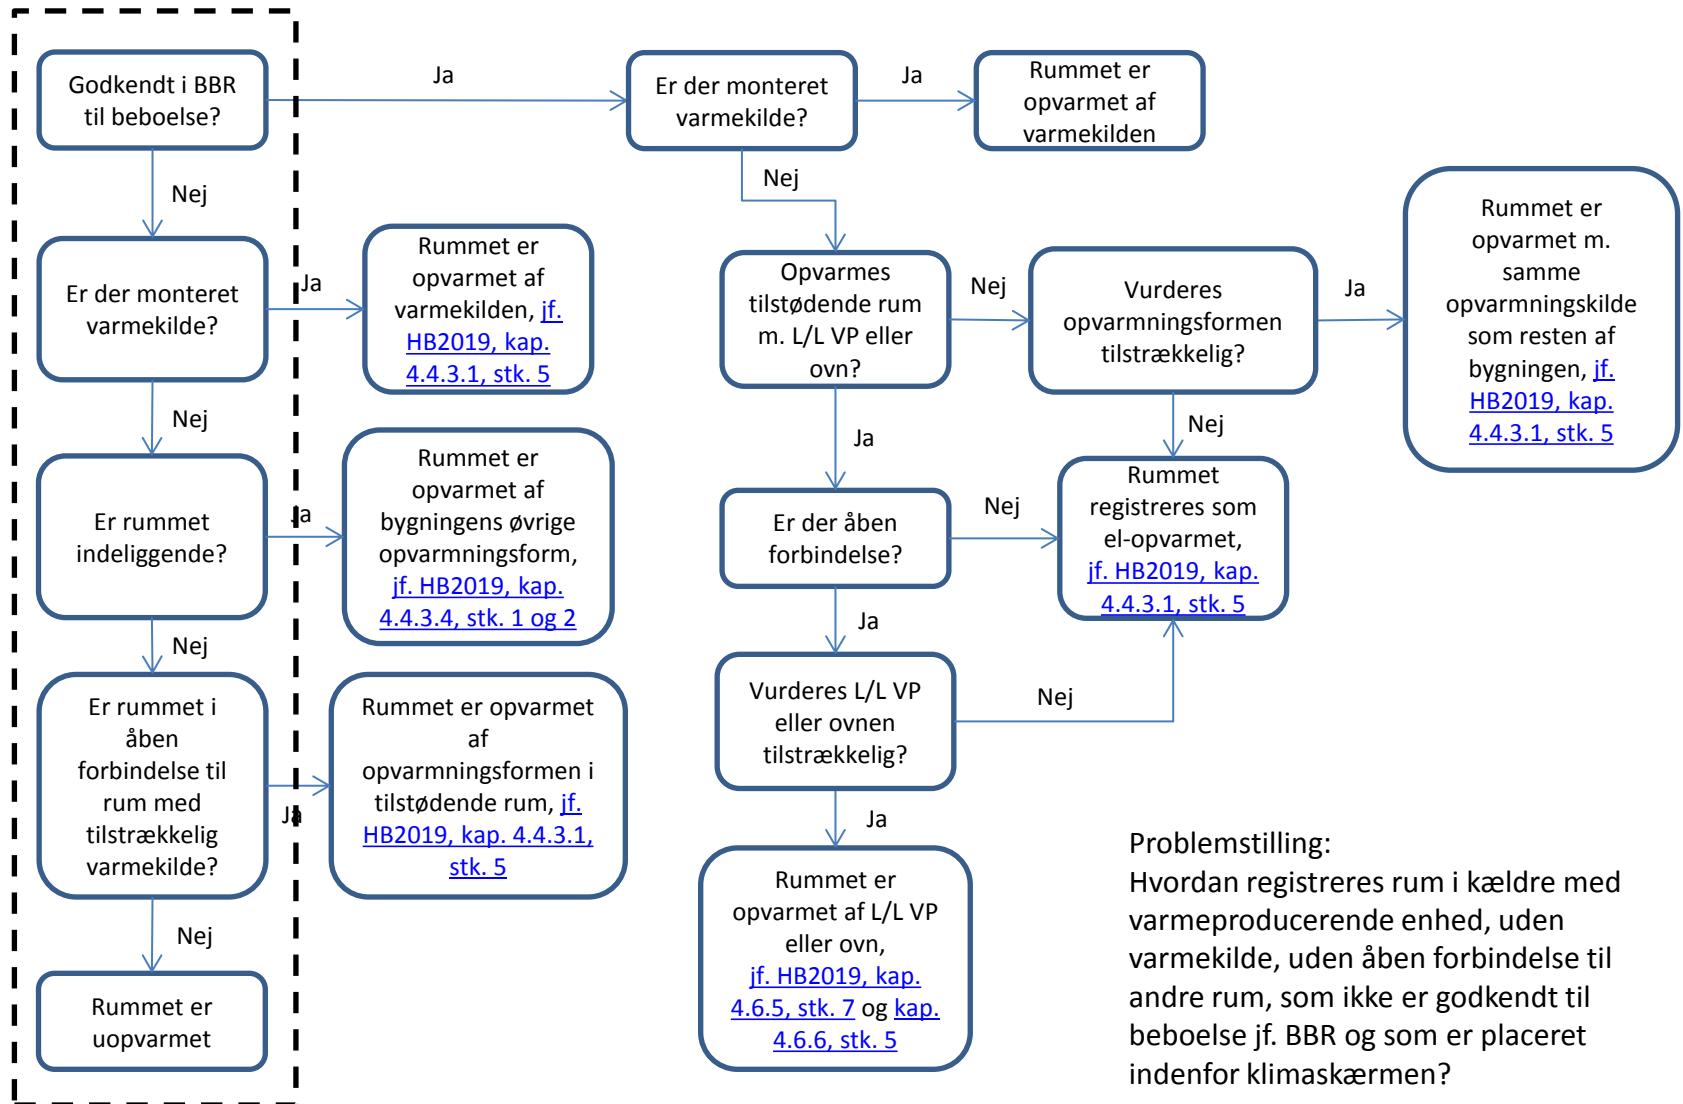 Godkendt i BBR
til beboelse?
Ja
Er der monteret
varmekilde?
Ja
Rummet er
opvarmet af
varmekilden
Nej
Nej
Er der monteret
varmekilde?
Ja
Rummet er
opvarmet af
varmekilden, jf.
HB2019, kap.
4.4.3.1, stk. 5
Opvarmes
tilstødende rum
m. L/L VP eller
ovn?
Nej
Vurderes
opvarmningsformen
tilstrækkelig?
Ja
Rummet er
opvarmet m.
samme
opvarmningskilde
som resten af
bygningen, jf.
HB2019, kap.
4.4.3.1, stk. 5
Nej
Ja
Nej
Er rummet
indeliggende?
Ja
Rummet er
opvarmet af
bygningens øvrige
opvarmningsform,
jf. HB2019, kap.
4.4.3.4, stk. 1 og 2
Er der åben
forbindelse?
Nej
Rummet
registreres som
el-opvarmet,
jf. HB2019, kap.
4.4.3.1, stk. 5
Nej
Ja
Er rummet i
åben
forbindelse til
rum med
tilstrækkelig
varmekilde?
Ja
Rummet er opvarmet
af
opvarmningsformen i
tilstødende rum, jf.
HB2019, kap. 4.4.3.1,
stk. 5
Vurderes L/L VP
eller ovnen
tilstrækkelig?
Nej
Ja
Nej
Rummet er
uopvarmet
Rummet er
opvarmet af L/L VP
eller ovn,
jf. HB2019, kap.
4.6.5, stk. 7 og kap.
4.6.6, stk. 5
Problemstilling:
Hvordan registreres rum i kældre med
varmeproducerende enhed, uden
varmekilde, uden åben forbindelse til
andre rum, som ikke er godkendt til
beboelse jf. BBR og som er placeret
indenfor klimaskærmen?